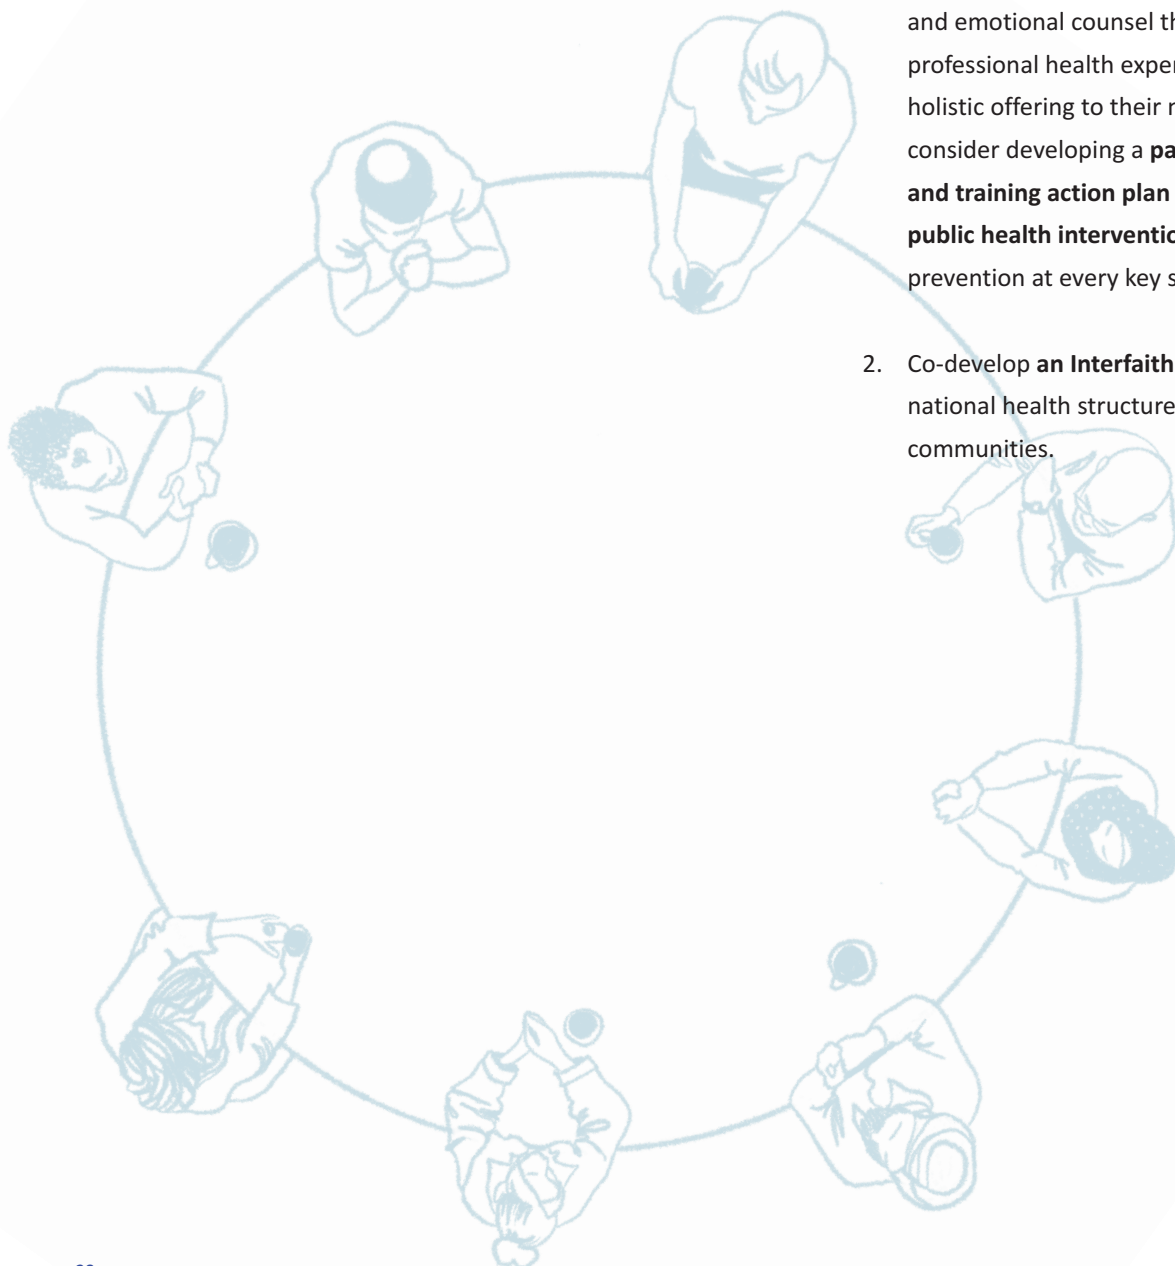 and emotional counsel th
professional health exper
holistic offering to their r
consider developing a pa
and training action plan
public health interventio
prevention at every key s
2. Co-develop an Interfaith
national health structure
communities.